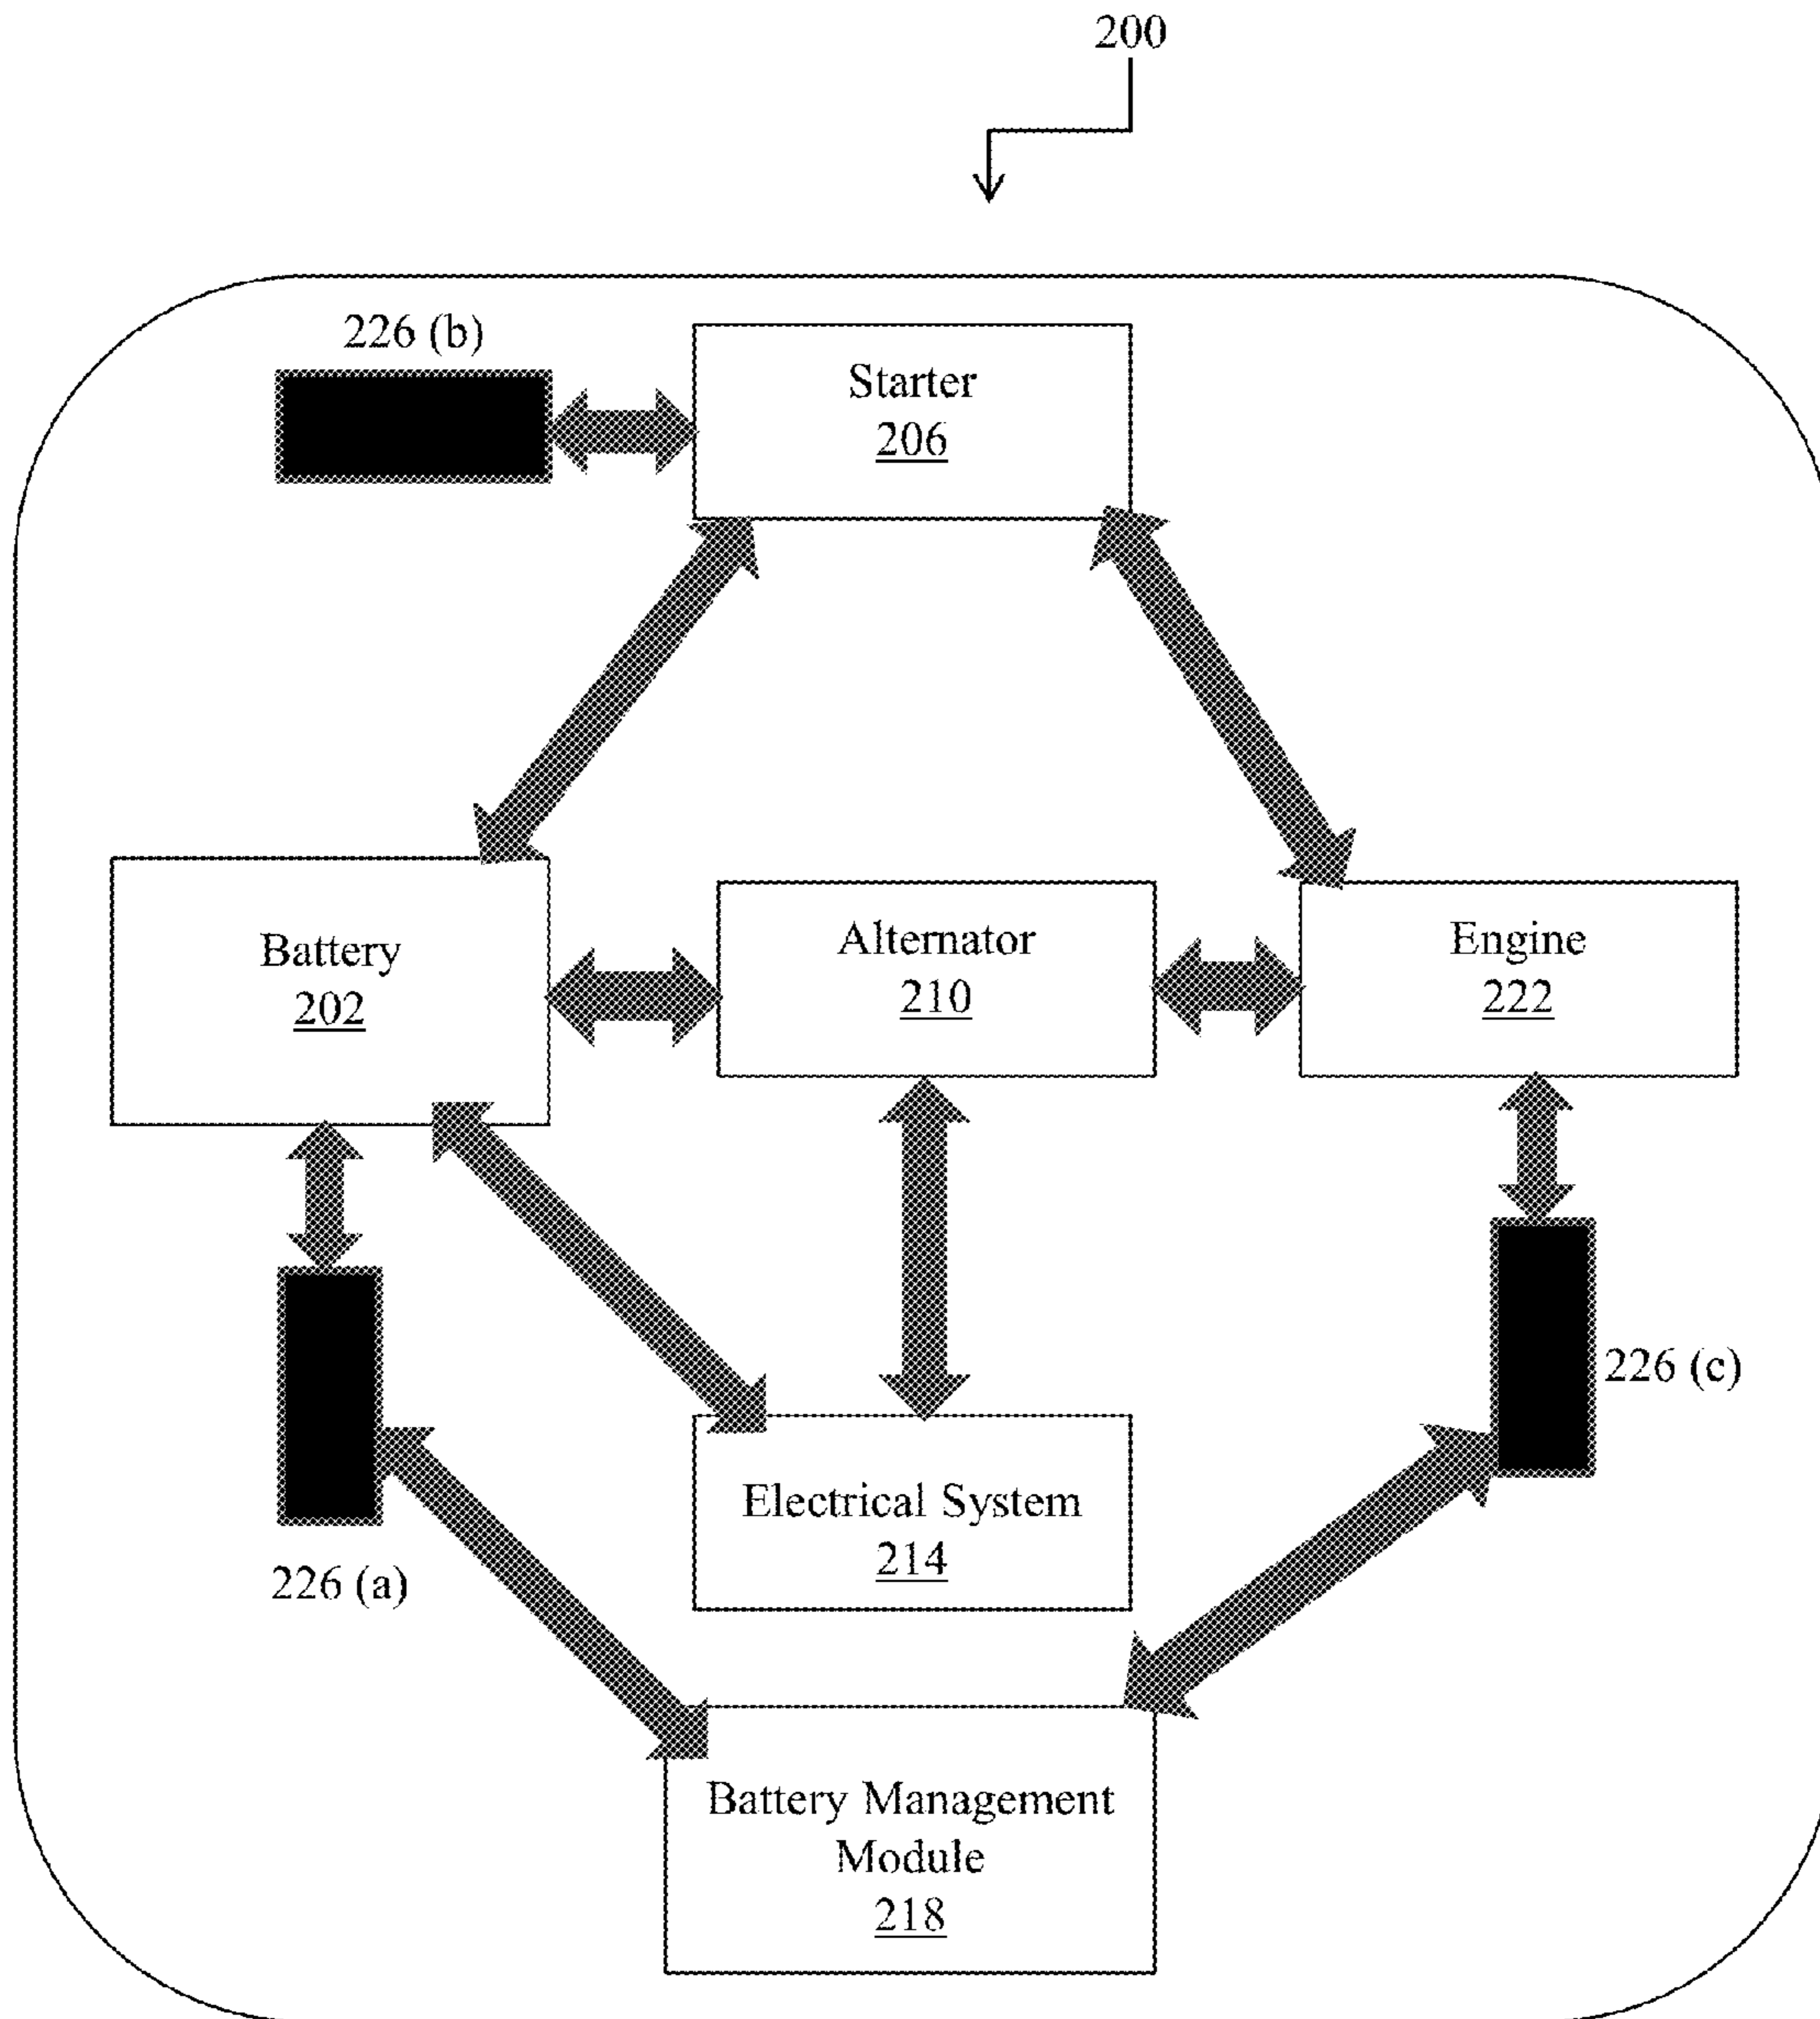 200
226 (b)
Starter
206
Battery
202
Alternator
210
Engine
222
226 (c)
Electrical System
214
226 (a)
Battery Management
Module
218